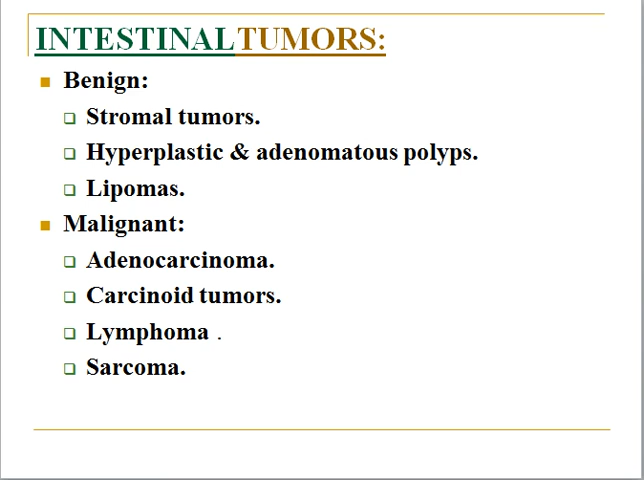 INTESTINAL TUMORS:
Benign:
Stromal tumors.
Hyperplastic & adenomatous polyps.
Lipomas.
Malignant:
Adenocarcinoma.
Carcinoid tumors.
Lymphoma .
Sarcoma.